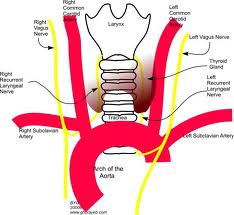 Right
Common
Carotid
Artery
Left
Common
Carotid
Artery
Right
Vagus
Nerve
Larynx
Left Vagus Nerve
Thyroid
Gland
Right
Recurrent
Laryngeal
Nerve
Left
Recurrent
Laryngeal
Nerve
Trachea
Right Subclavian
Artery
Left Subclavian
Artery
Arch of the
Aorta